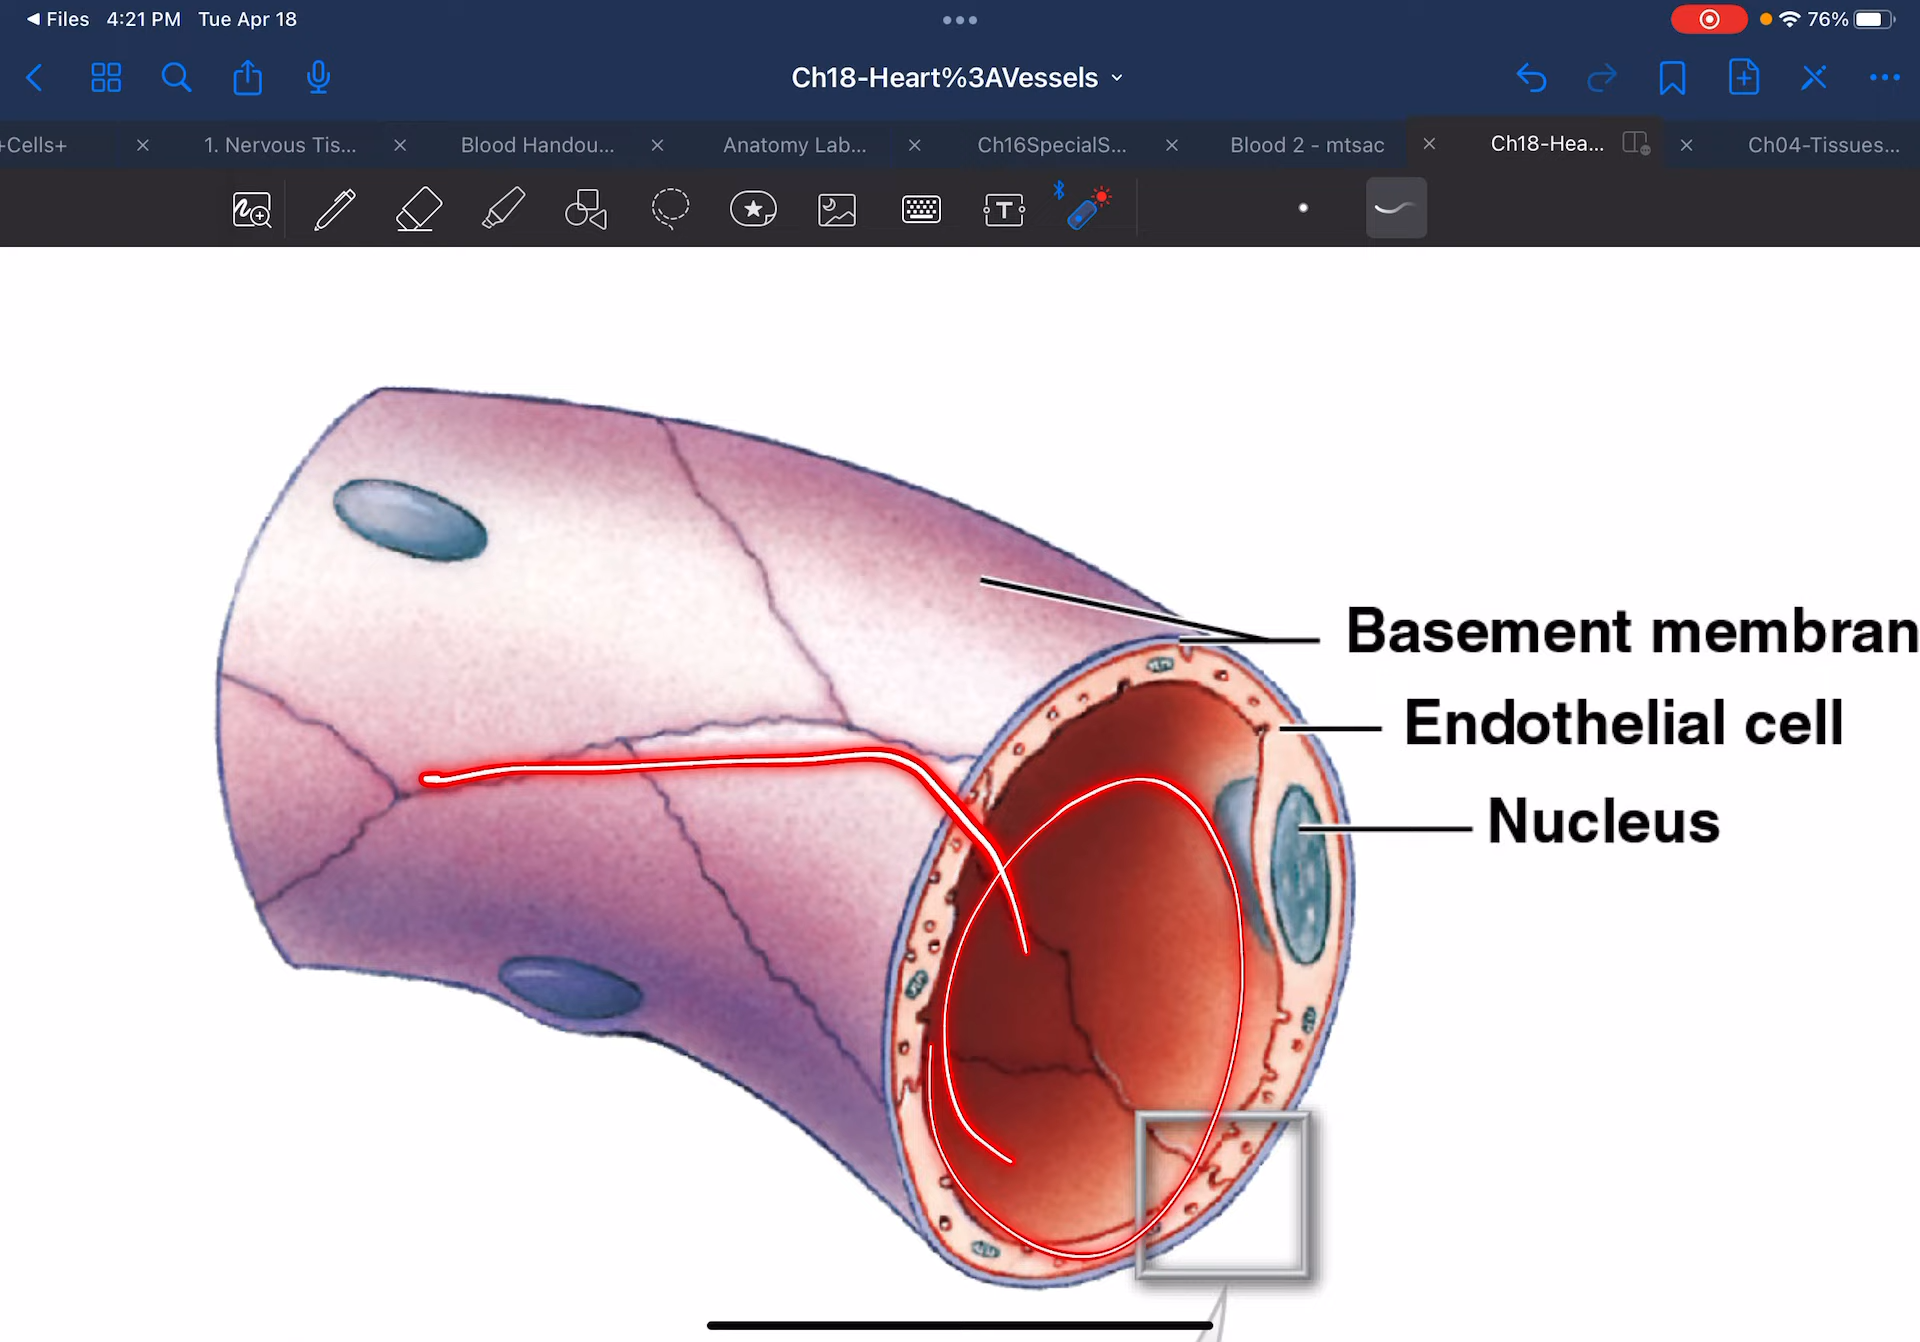 Files 4:21 PM Tue Apr 18
76%
Ch18-Heart%3AVessels
+Cells+
1. Nervous Tis...
Blood Handou...
Anatomy Lab...
Ch16SpecialS...
Blood 2 - mtsac
Ch18-Hea...
Ch04-Tissues...
T
Basement membran
Endothelial cell
Nucleus